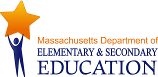 Massachusetts Department of
ELEMENTARY & SECONDARY
EDUCATION